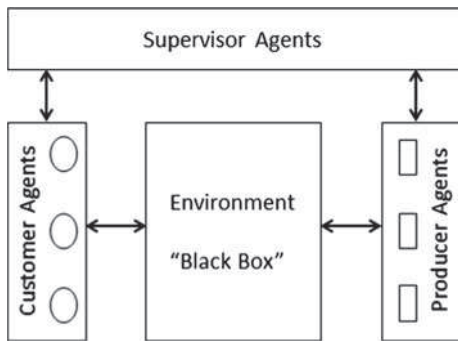 Supervisor Agents
Customer Agents
Environment
“Black Box”
Producer Agents